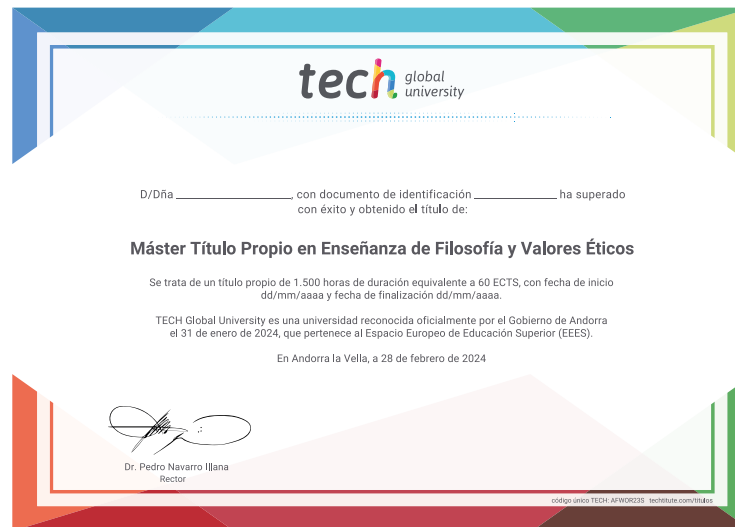 tech global
university
D/Dña ______________, con documento de identificación __________ ha superado
con éxito y obtenido el título de:
Máster Título Propio en Enseñanza de Filosofía y Valores Éticos
Se trata de un título propio de 1.500 horas de duración equivalente a 60 ECTS, con fecha de inicio
dd/mm/aaaa y fecha de finalización dd/mm/aaaa.
TECH Global University es una universidad reconocida oficialmente por el Gobierno de Andorra
el 31 de enero de 2024, que pertenece al Espacio Europeo de Educación Superior (EEES).
En Andorra la Vella, a 28 de febrero de 2024
Dr. Pedro Navarro Illana
Rector
código único TECH: AFWOR23S techtitute.com/titulos